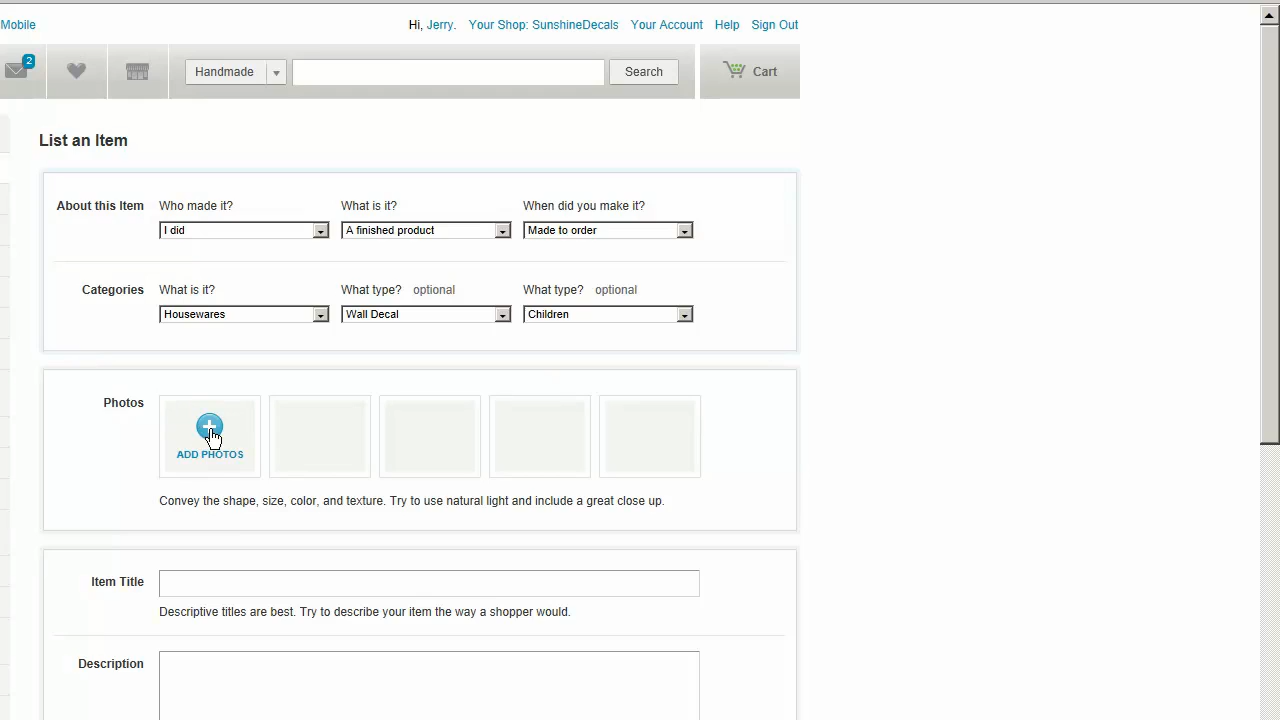 Mobile Hi, Jerry. Your Shop: SunshineDecals Your Account Help Sign Out
2 Handmade Search Cart
List an Item
About this Item Who made it? What is it? When did you make it?
I did A finished product Made to order
Categories What is it? What type? optional What type? optional
Housewares Wall Decal Children
Photos
ADD PHOTOS
Convey the shape, size, color, and texture. Try to use natural light and include a great close up.
Item Title
Descriptive titles are best. Try to describe your item the way a shopper would.
Description